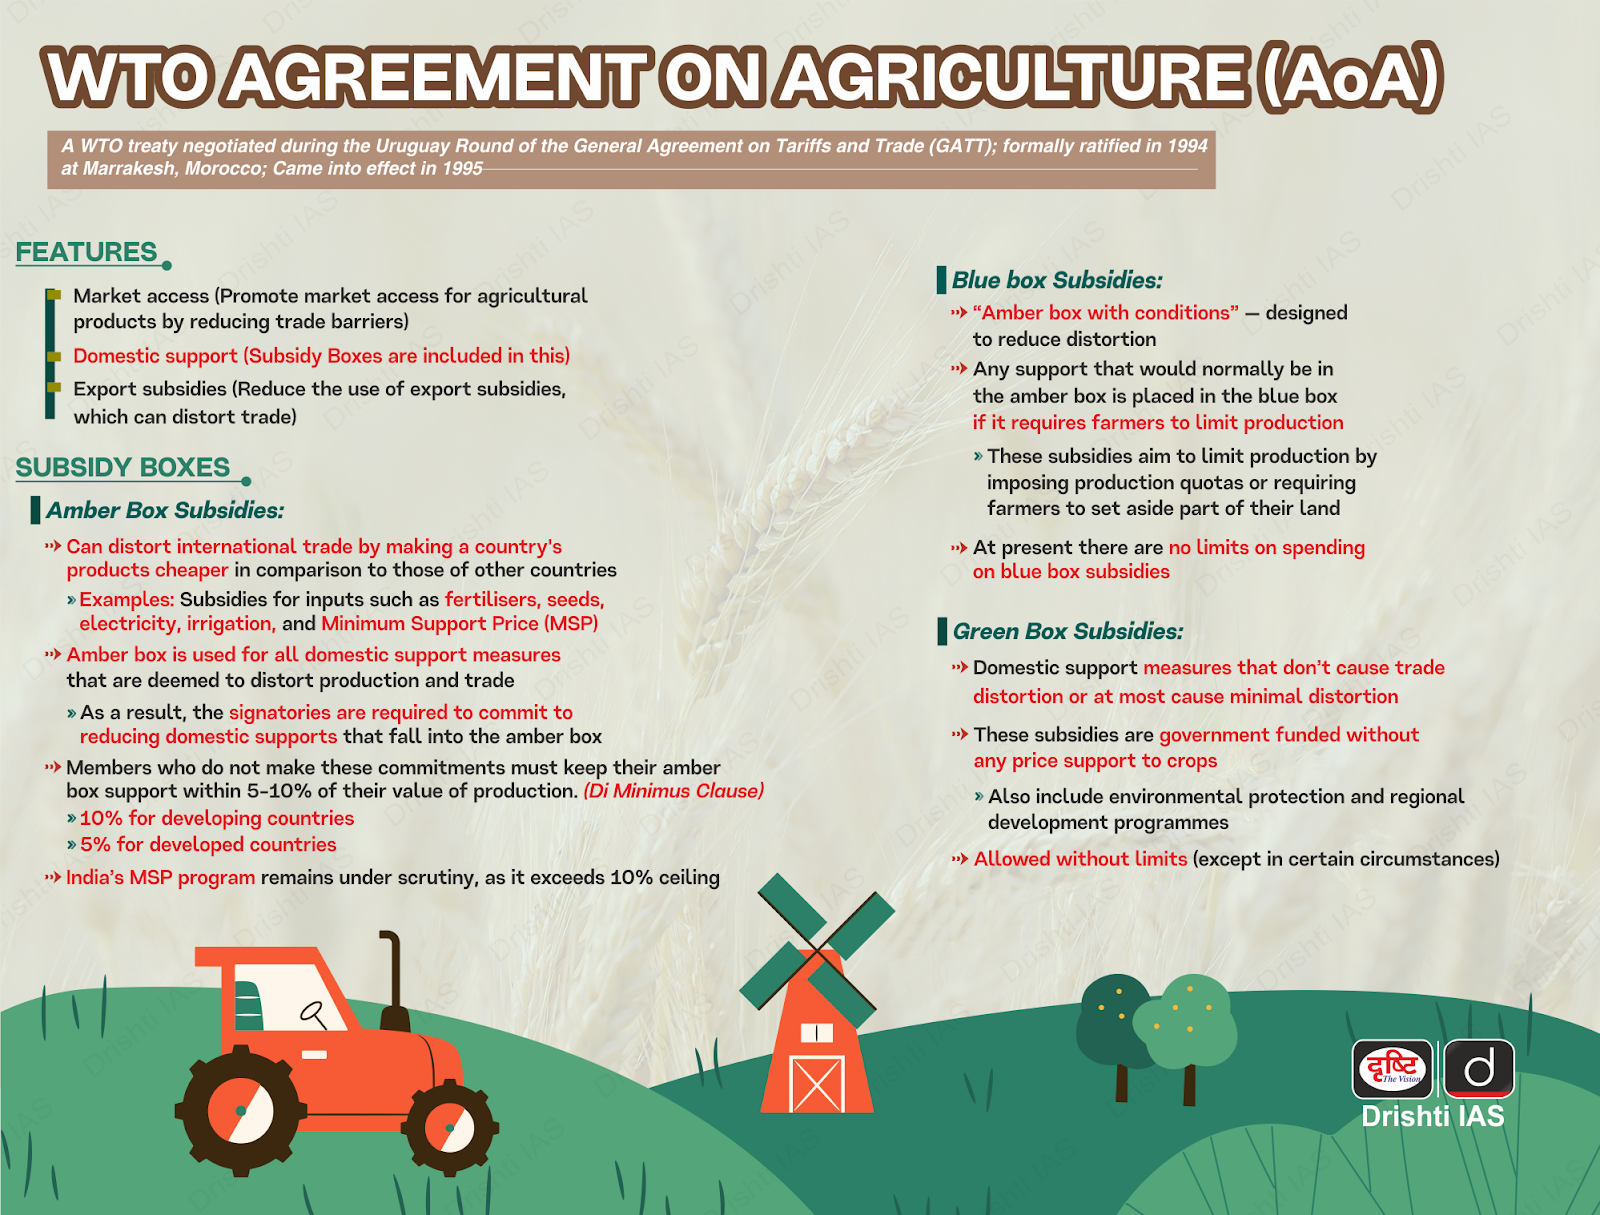 WTO AGREEMENT ON AGRICULTURE (AoA)
A WTO treaty negotiated during the Uruguay Round of the General Agreement on Tariffs and Trade (GATT); formally ratified in 1994
at Marrakesh, Morocco; Came into effect in 1995
FEATURES
Market access (Promote market access for agricultural
products by reducing trade barriers)
Domestic support (Subsidy Boxes are included in this)
Export subsidies (Reduce the use of export subsidies,
which can distort trade)
SUBSIDY BOXES
Amber Box Subsidies:
Can distort international trade by making a country's
products cheaper in comparison to those of other countries
Examples: Subsidies for inputs such as fertilisers, seeds,
electricity, irrigation, and Minimum Support Price (MSP)
Amber box is used for all domestic support measures
that are deemed to distort production and trade
As a result, the signatories are required to commit to
reducing domestic supports that fall into the amber box
Members who do not make these commitments must keep their amber
box support within 5-10% of their value of production. (Di Minimus Clause)
10% for developing countries
5% for developed countries
India's MSP program remains under scrutiny, as it exceeds 10% ceiling
Blue box Subsidies:
"Amber box with conditions" — designed
to reduce distortion
Any support that would normally be in
the amber box is placed in the blue box
if it requires farmers to limit production
These subsidies aim to limit production by
imposing production quotas or requiring
farmers to set aside part of their land
At present there are no limits on spending
on blue box subsidies
Green Box Subsidies:
Domestic support measures that don't cause trade
distortion or at most cause minimal distortion
These subsidies are government funded without
any price support to crops
Also include environmental protection and regional
development programmes
Allowed without limits (except in certain circumstances)
दृष्टि
The Vision
d
Drishti IAS